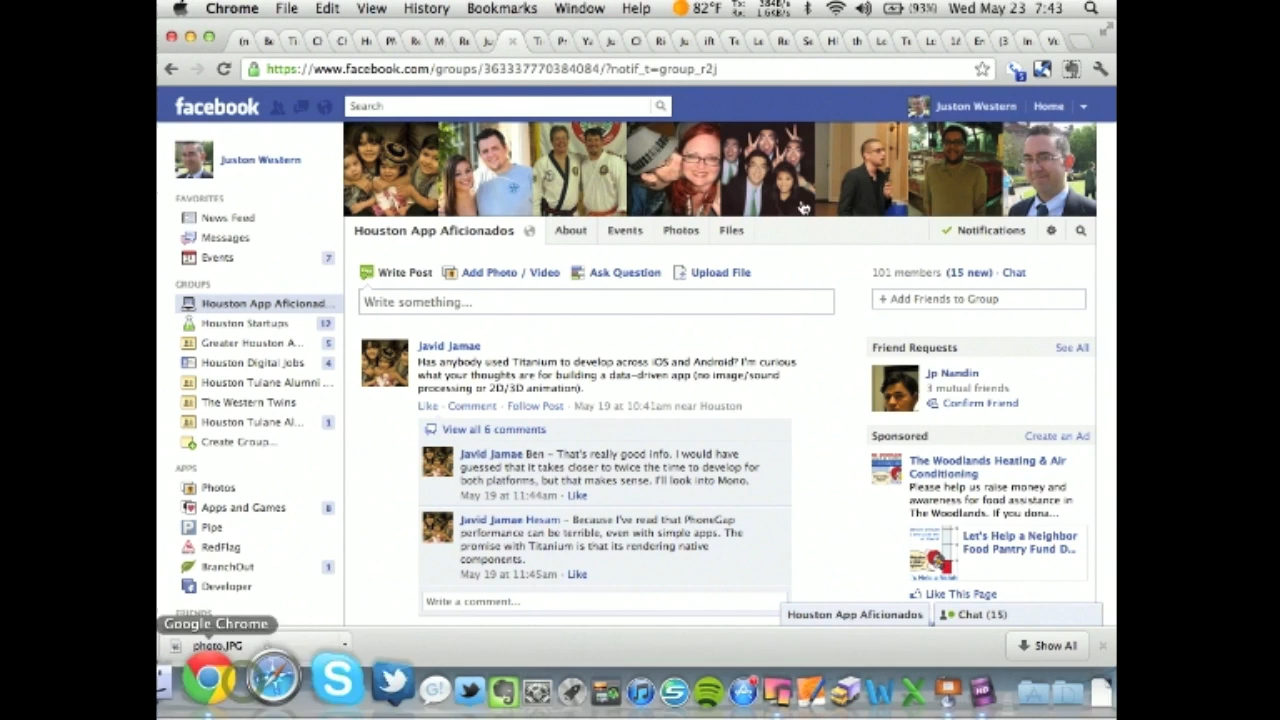 Chrome File Edit View History Bookmarks Window Help 82°F Tx: 384B/s Rx: 1.6KB/s (93%) Wed May 23 7:43
https://www.facebook.com/groups/363337770384084/?notif_t=group_r2j
facebook Search Juston Western Home
Juston Western
FAVORITES
News Feed
Messages
Events 7
GROUPS
Houston App Aficionad...
Houston Startups 12
Greater Houston A... 5
Houston Digital Jobs 4
Houston Tulane Alumni ...
The Western Twins
Houston Tulane Al... 1
Create Group...
APPS
Photos
Apps and Games 8
Pipe
RedFlag
BranchOut 1
Developer
FRIENDS
Houston App Aficionados About Events Photos Files Notifications
Write Post Add Photo / Video Ask Question Upload File
Write something...
Javid Jamae
Has anybody used Titanium to develop across iOS and Android? I'm curious
what your thoughts are for building a data-driven app (no image/sound
processing or 2D/3D animation).
Like · Comment · Follow Post · May 19 at 10:41am near Houston
View all 6 comments
Javid Jamae Ben – That's really good info. I would have
guessed that it takes closer to twice the time to develop for
both platforms, but that makes sense. I'll look into Mono.
May 19 at 11:44am · Like
Javid Jamae Hesam – Because I've read that PhoneGap
performance can be terrible, even with simple apps. The
promise with Titanium is that its rendering native
components.
May 19 at 11:45am · Like
Write a comment...
101 members (15 new) · Chat
+ Add Friends to Group
Friend Requests See All
Jp Nandin
3 mutual friends
Confirm Friend
Sponsored Create an Ad
The Woodlands Heating & Air
Conditioning
Please help us raise money and
awareness for food assistance in
The Woodlands. If you dona...
Let's Help a Neighbor
Food Pantry Fund D...
Like This Page
Houston App Aficionados Chat (15)
Google Chrome
photo.JPG Show All